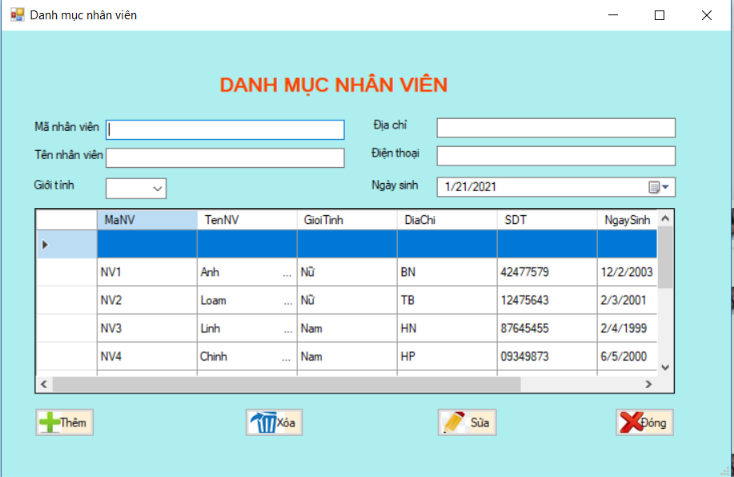 Danh mục nhân viên
DANH MỤC NHÂN VIÊN
Mã nhân viên
Địa chỉ
Tên nhân viên
Điện thoại
Giới tính
Ngày sinh 1/21/2021
MaNV TenNV GioiTinh DiaChi SDT NgaySinh
NV1 Anh ... Nữ BN 42477579 12/2/2003
NV2 Loam ... Nữ TB 12475643 2/3/2001
NV3 Linh ... Nam HN 87645455 2/4/1999
NV4 Chinh ... Nam HP 09349873 6/5/2000
Thêm Xóa Sửa Đóng